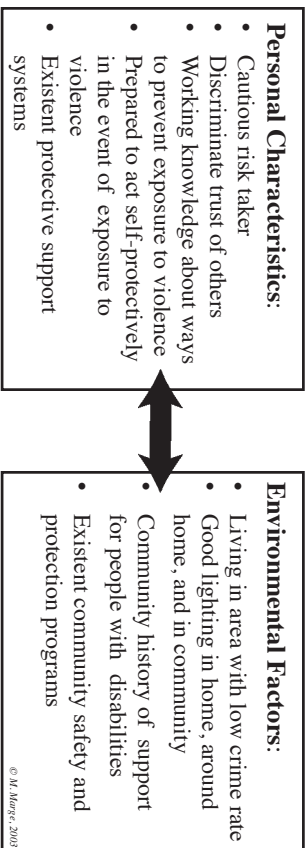 Personal Characteristics:
• Cautious risk taker
• Discriminate trust of others
• Working knowledge about ways
to prevent exposure to violence
• Prepared to act self-protectively
in the event of exposure to
violence
• Existent protective support
systems
Environmental Factors:
• Living in area with low crime rate
• Good lighting in home, around
home, and in community
• Community history of support
for people with disabilities
• Existent community safety and
protection programs
© M. Marge, 2003